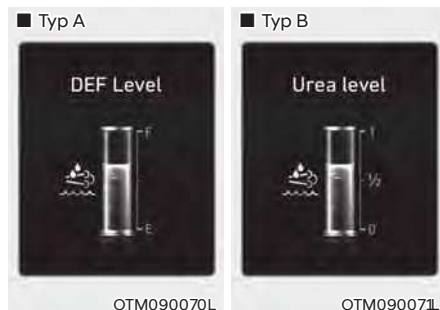 ■ Typ A
DEF Level
F
E
OTM090070L
■ Typ B
Urea level
1
½
0
OTM090071L